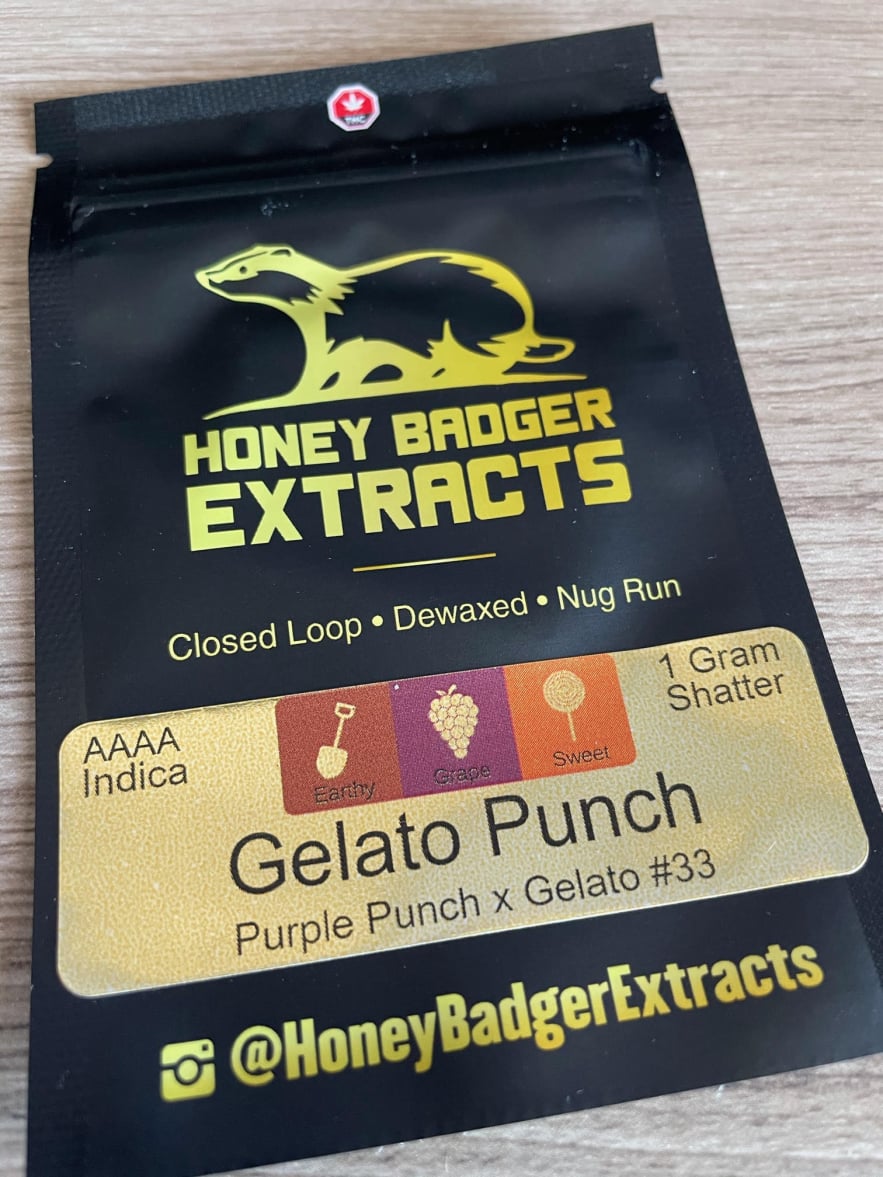 THC
HONEY BADGER
EXTRACTS
Closed Loop • Dewaxed • Nug Run
AAAA
Indica
Earthy
Grape
Sweet
1 Gram
Shatter
Gelato Punch
Purple Punch x Gelato #33
@HoneyBadgerExtracts